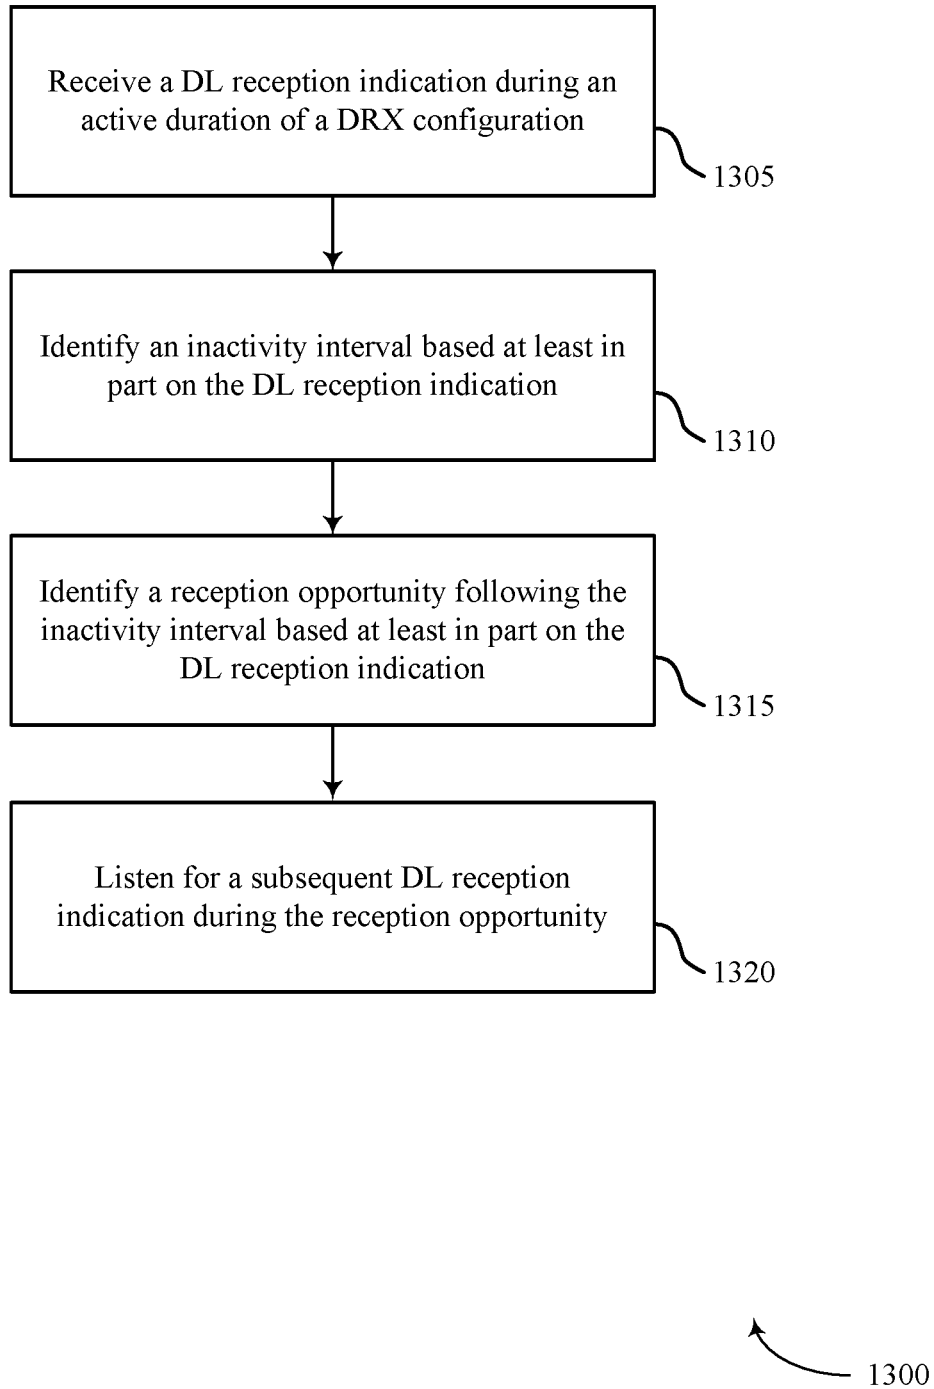 Receive a DL reception indication during an
active duration of a DRX configuration
1305
Identify an inactivity interval based at least in
part on the DL reception indication
1310
Identify a reception opportunity following the
inactivity interval based at least in part on the
DL reception indication
1315
Listen for a subsequent DL reception
indication during the reception opportunity
1320
1300